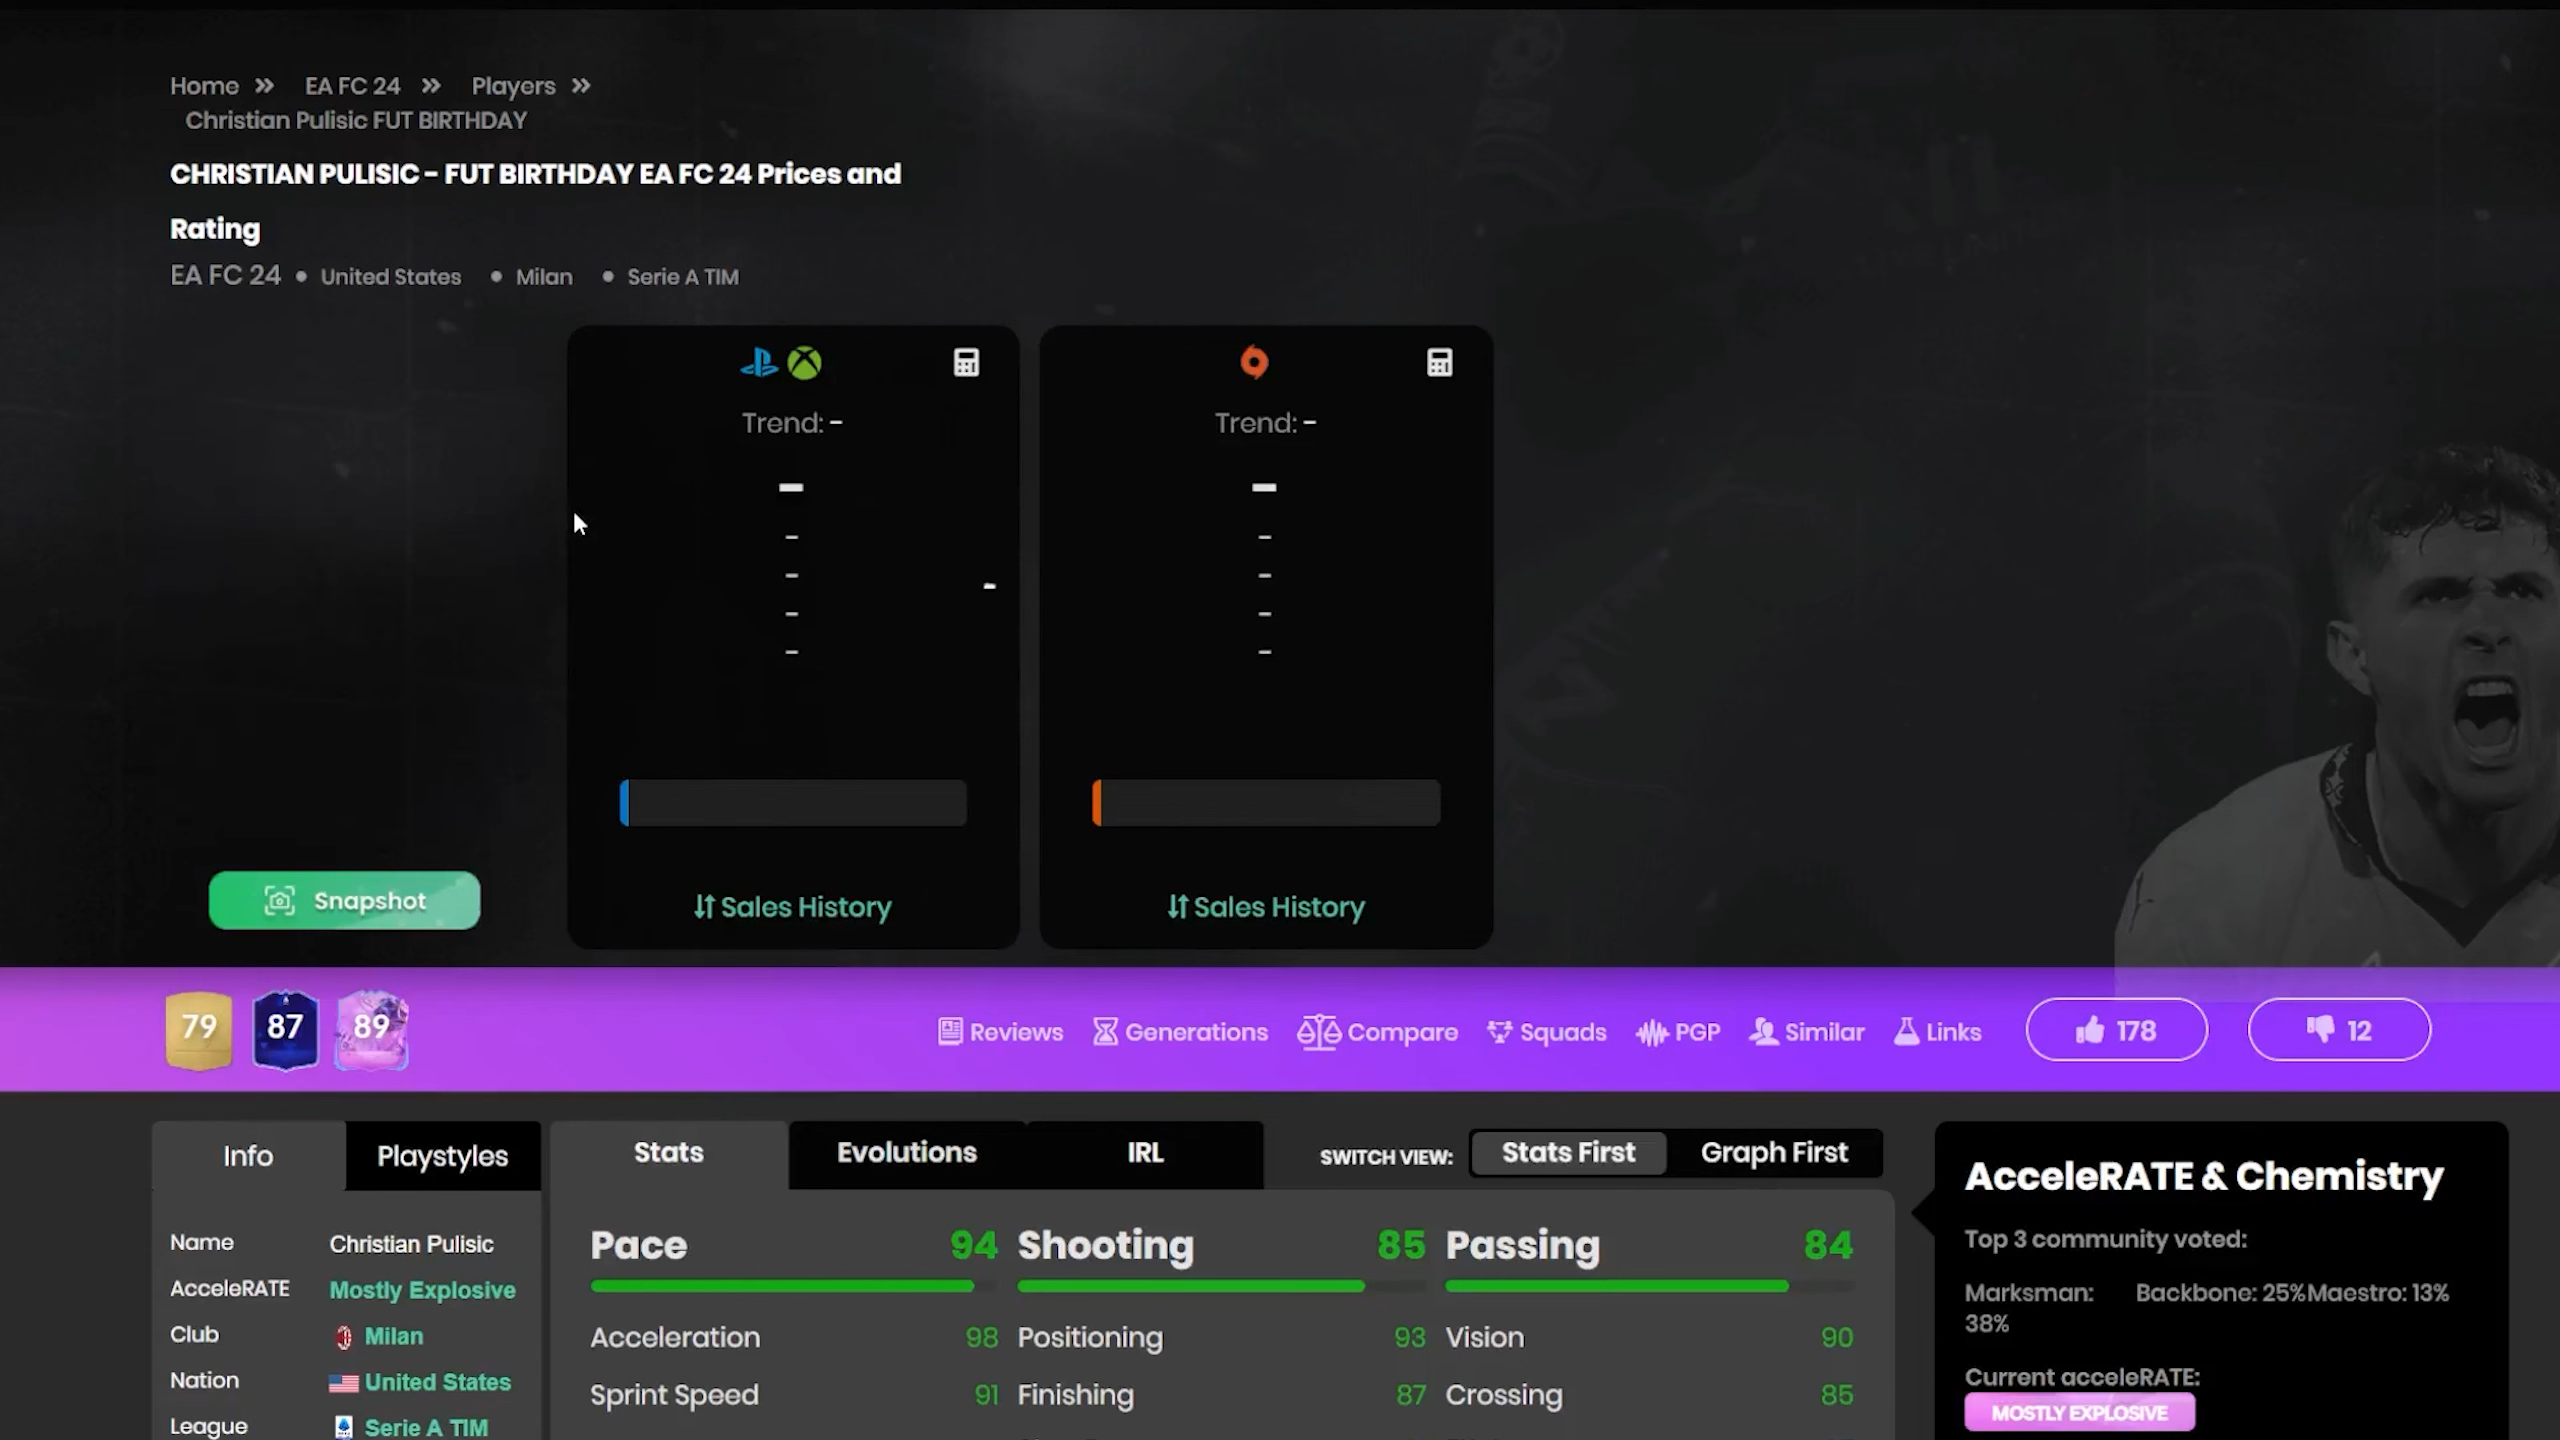 Home » EA FC 24 » Players »
Christian Pulisic FUT BIRTHDAY
CHRISTIAN PULISIC - FUT BIRTHDAY EA FC 24 Prices and
Rating
EA FC 24 • United States • Milan • Serie A TIM
Trend: -
-
-
-
-
-
-
Sales History
Trend: -
-
-
-
-
-
Sales History
Snapshot
79 87 89
Reviews Generations Compare Squads PGP Similar Links 178 12
Info Playstyles
Name Christian Pulisic
AcceleRATE Mostly Explosive
Club Milan
Nation United States
League Serie A TIM
Stats Evolutions IRL SWITCH VIEW: Stats First Graph First
Pace 94 Shooting 85 Passing 84
Acceleration 98 Positioning 93 Vision 90
Sprint Speed 91 Finishing 87 Crossing 85
AcceleRATE & Chemistry
Top 3 community voted:
Marksman: Backbone: 25%Maestro: 13%
38%
Current acceleRATE:
MOSTLY EXPLOSIVE